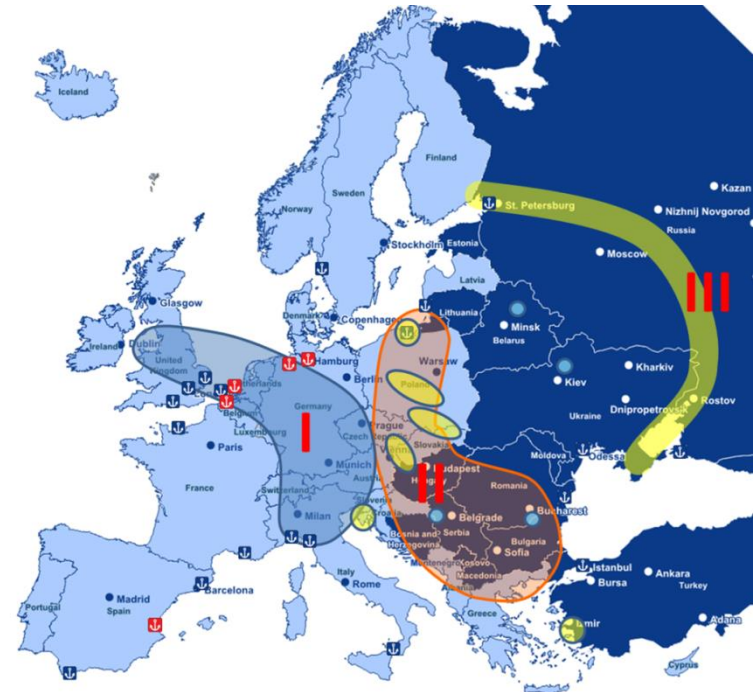 Iceland
Finland
Sweden
Norway
Kazan
St. Petersburg
Nizhnij Novgorod
Russia
Stockholm
Estonia
Moscow
Latvia
III
Glasgow
Denmark
Lithuania
Copenhagen
Minsk
Belarus
Dublin
Ireland
United
Kingdom
Hamburg
Berlin
Warsaw
Poland
Kiev
Kharkiv
Germany
Belgium
Luxembourg
I
Prague
Czech
Dnipropetrovsk
Rostov
Ukraine
Slovakia
Paris
Munich
Vienna
Austria
Budapest
II
Moldova
Odessa
France
Switzerland
Slovenia
Croatia
Romania
Milan
Belgrade
Bucharest
Bosnia and
Herzegovina
Serbia
Bulgaria
Sofia
Italy
Montenegro
Kosovo
Macedonia
Rome
Barcelona
Madrid
Portugal
Spain
Istanbul
Bursa
Ankara
Turkey
Greece
Izmir
Adana
Cyprus